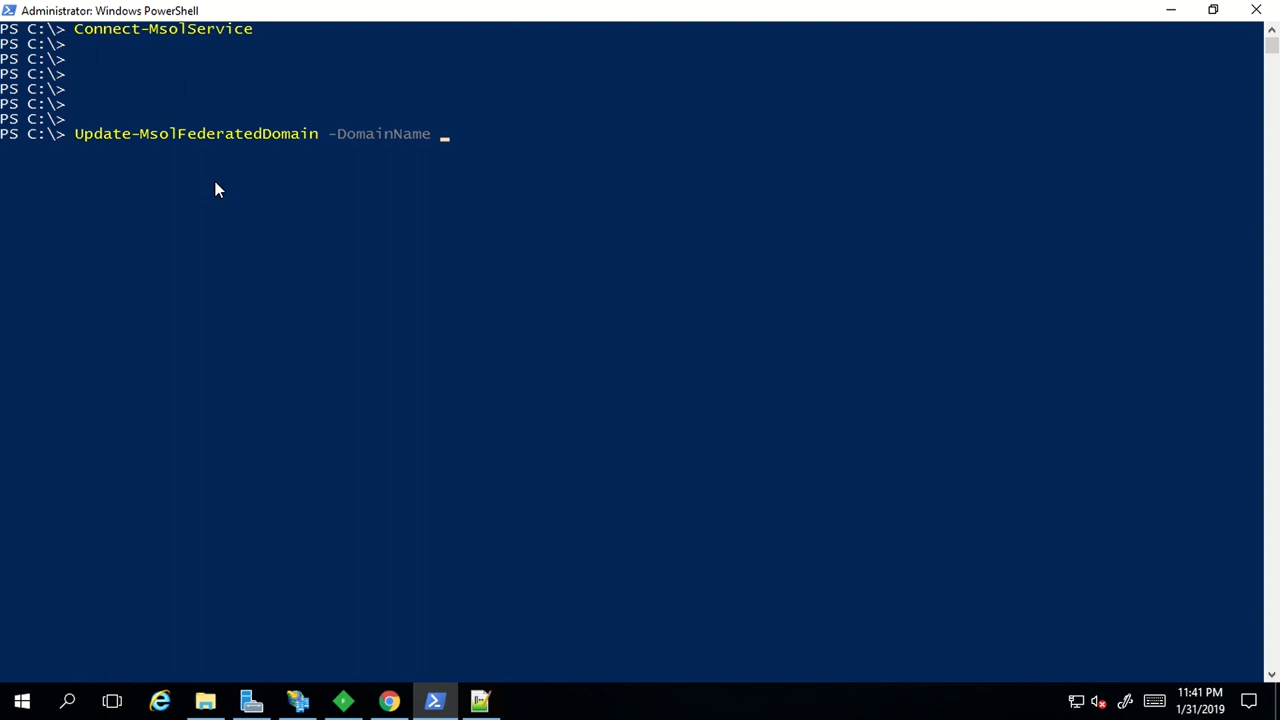 Administrator: Windows PowerShell
PS C:\> Connect-MsolService
PS C:\>
PS C:\>
PS C:\>
PS C:\>
PS C:\>
PS C:\>
PS C:\> Update-MsolFederatedDomain -DomainName _
11:41 PM
1/31/2019